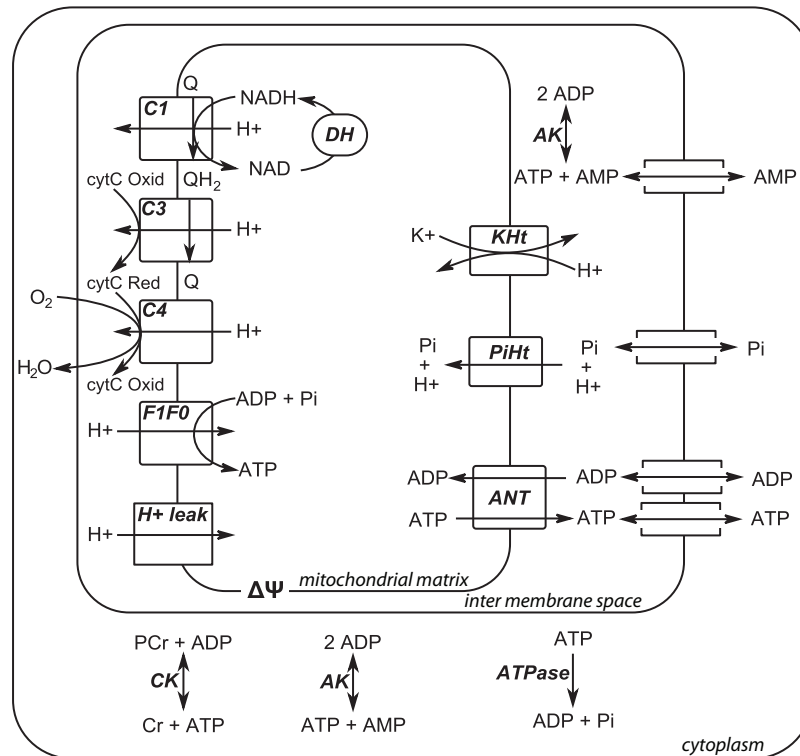 Q
C1
NADH
H+
DH
NAD
cytC Oxid
QH2
C3
H+
cytC Red
Q
O2
C4
H+
H2O
cytC Oxid
F1F0
ADP + Pi
H+
ATP
H+ leak
H+
ΔΨ
mitochondrial matrix
inter membrane space
2 ADP
AK
ATP + AMP
AMP
K+
KHt
H+
Pi
+
H+
PiHt
Pi
+
H+
Pi
ADP
ANT
ADP
ADP
ATP
ATP
ATP
PCr + ADP
CK
Cr + ATP
2 ADP
AK
ATP + AMP
ATP
ATPase
ADP + Pi
cytoplasm